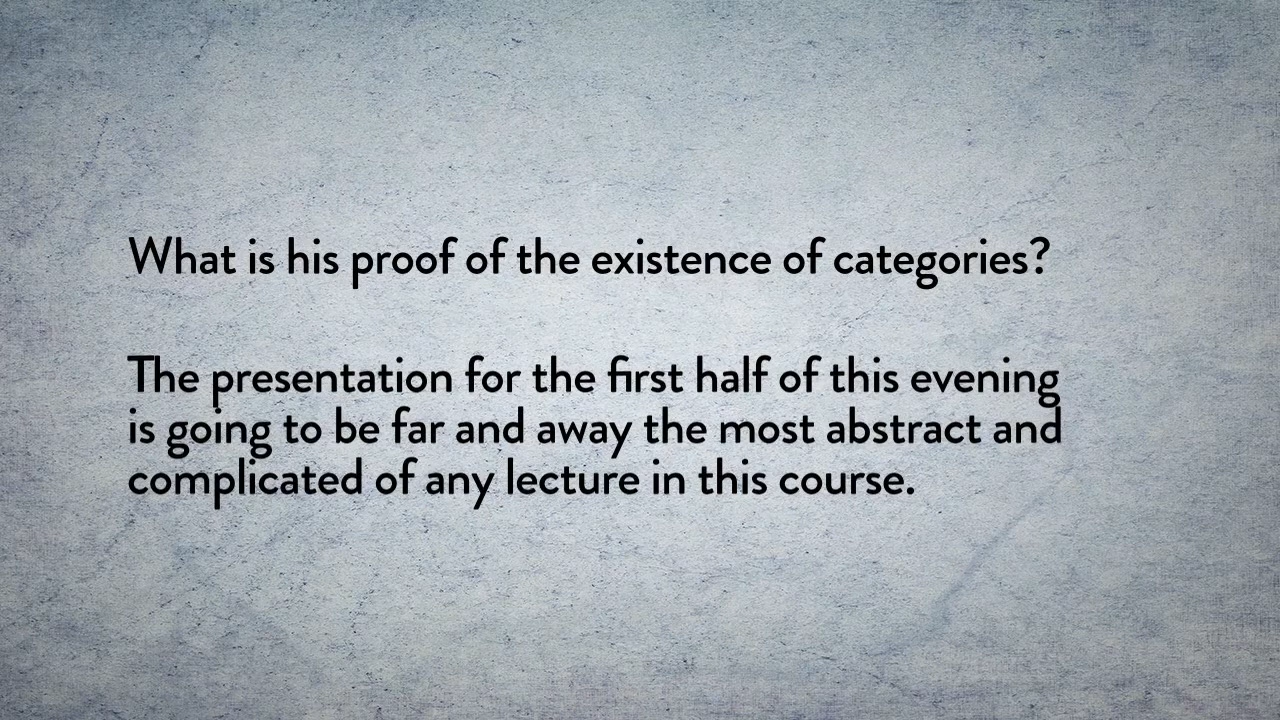 What is his proof of the existence of categories?
The presentation for the first half of this evening
is going to be far and away the most abstract and
complicated of any lecture in this course.